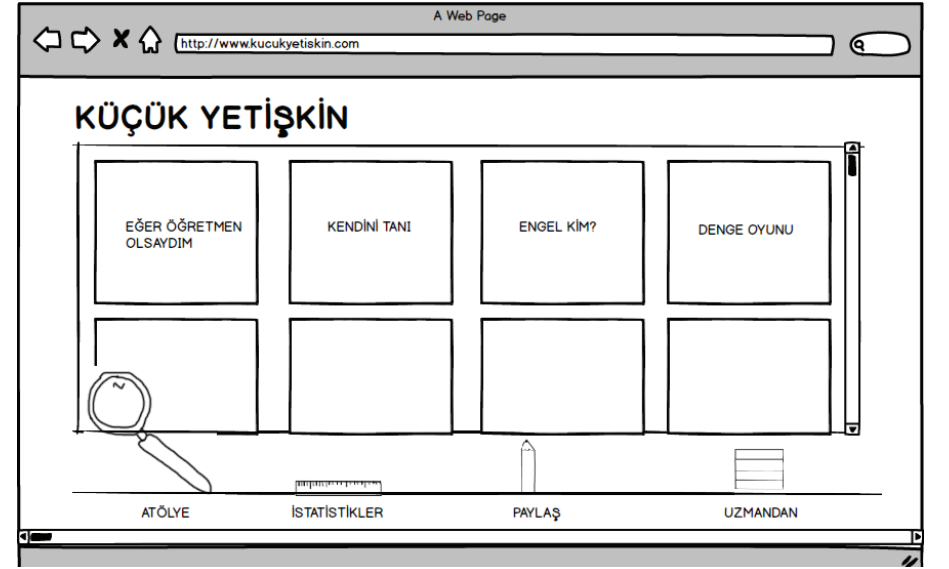 A Web Page
http://www.kucukyetiskin.com
KÜÇÜK YETİŞKİN
EĞER ÖĞRETMEN
OLSAYDIM
KENDİNİ TANI
ENGEL KİM?
DENGE OYUNU
ATÖLYE
İSTATİSTİKLER
PAYLAŞ
UZMANDAN